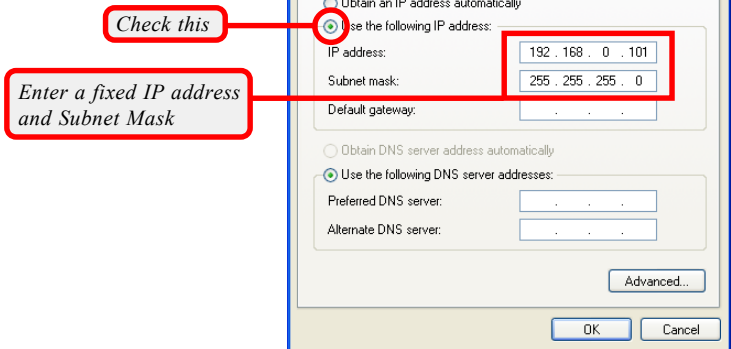 Obtain an IP address automatically
Check this
Use the following IP address:
IP address: 192 . 168 . 0 . 101
Enter a fixed IP address
and Subnet Mask
Subnet mask: 255 . 255 . 255 . 0
Default gateway: . . .
Obtain DNS server address automatically
Use the following DNS server addresses:
Preferred DNS server: . . .
Alternate DNS server: . . .
Advanced...
OK Cancel